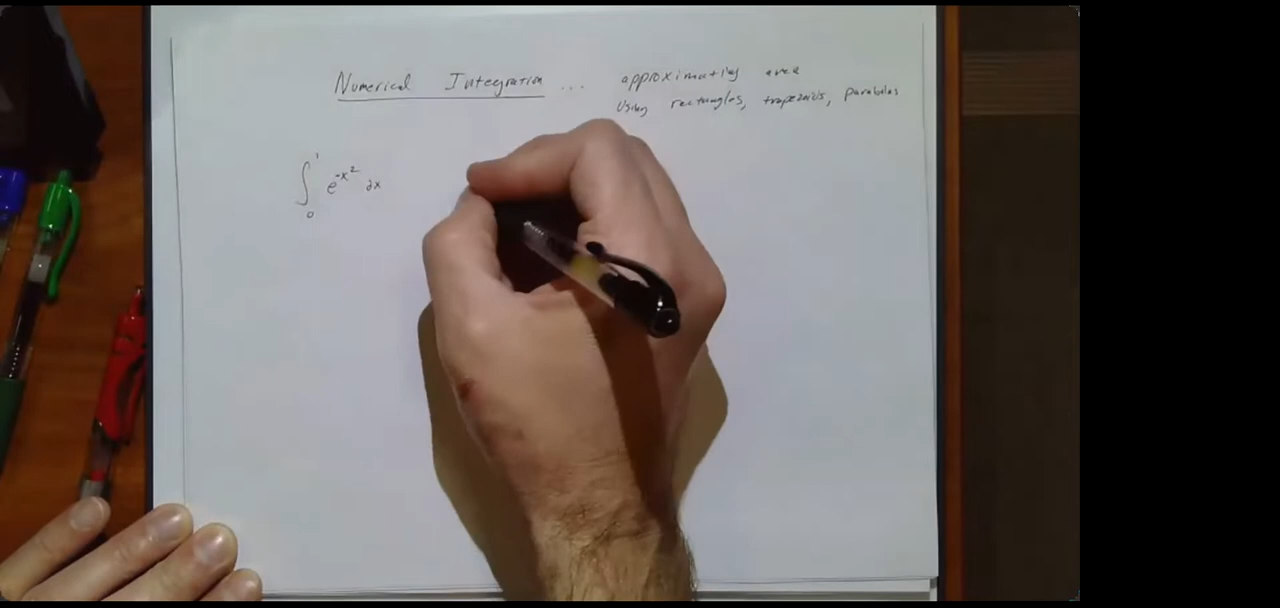 Numerical Integration ... approximating area
using rectangles, trapezoids, parabolas
∫₀¹ e^{-x²} dx